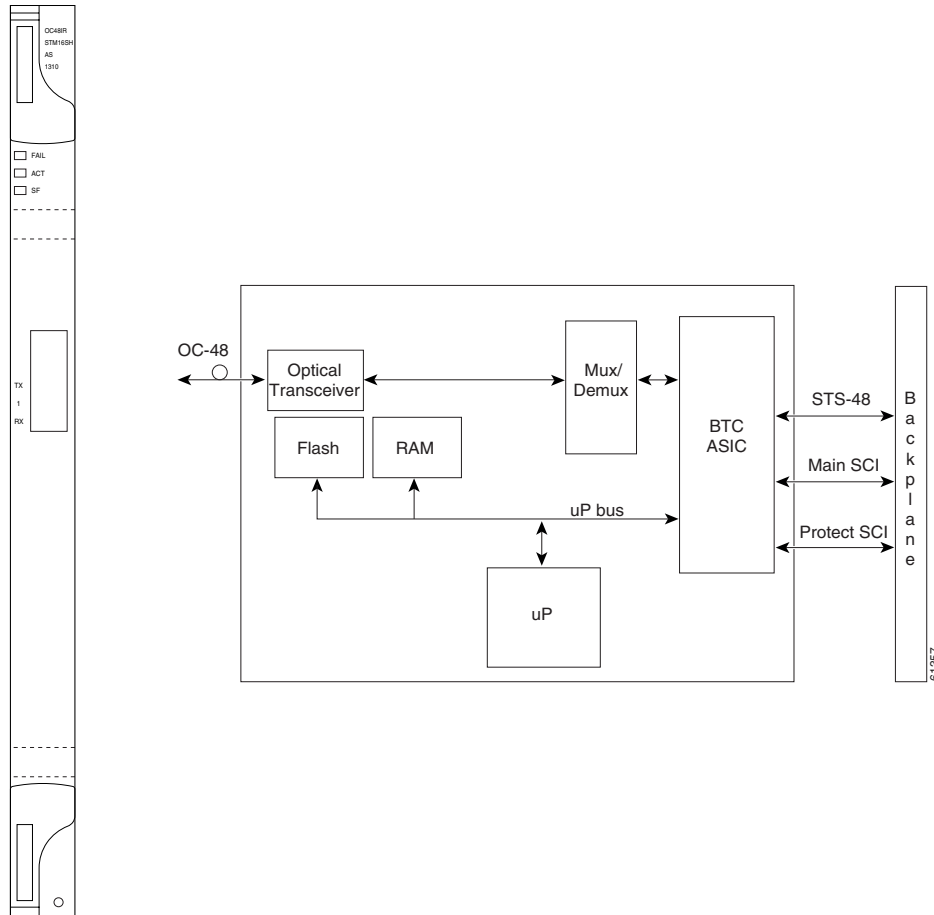 OC48IR
STM16SH
AS
1310
FAIL
ACT
SF
TX
1
RX
OC-48
Optical
Transceiver
Mux/
Demux
BTC
ASIC
Flash
RAM
uP bus
uP
STS-48
Main SCI
Protect SCI
Backplane